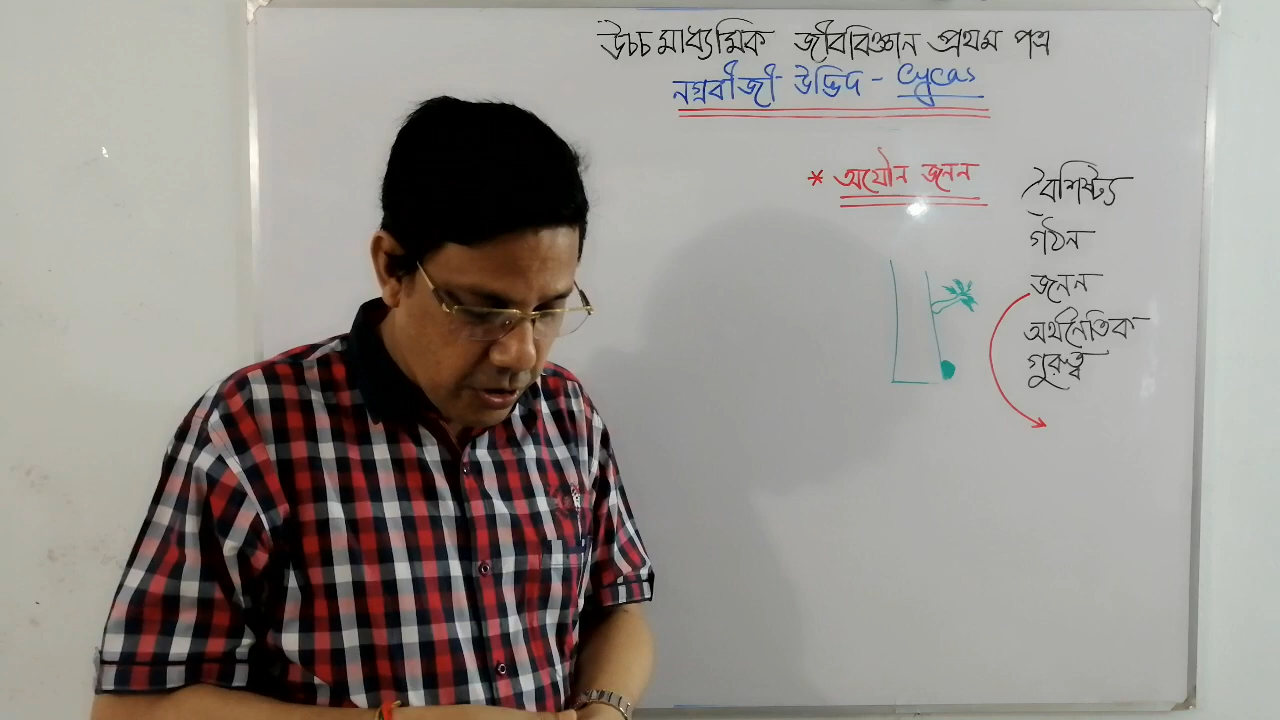 উচ্চ মাধ্যমিক জীববিজ্ঞান প্রথম পত্র
নগ্নবীজী উদ্ভিদ - Cycas
* অযৌন জনন
বৈশিষ্ট্য
গঠন
জনন
অর্থনৈতিক
গুরুত্ব